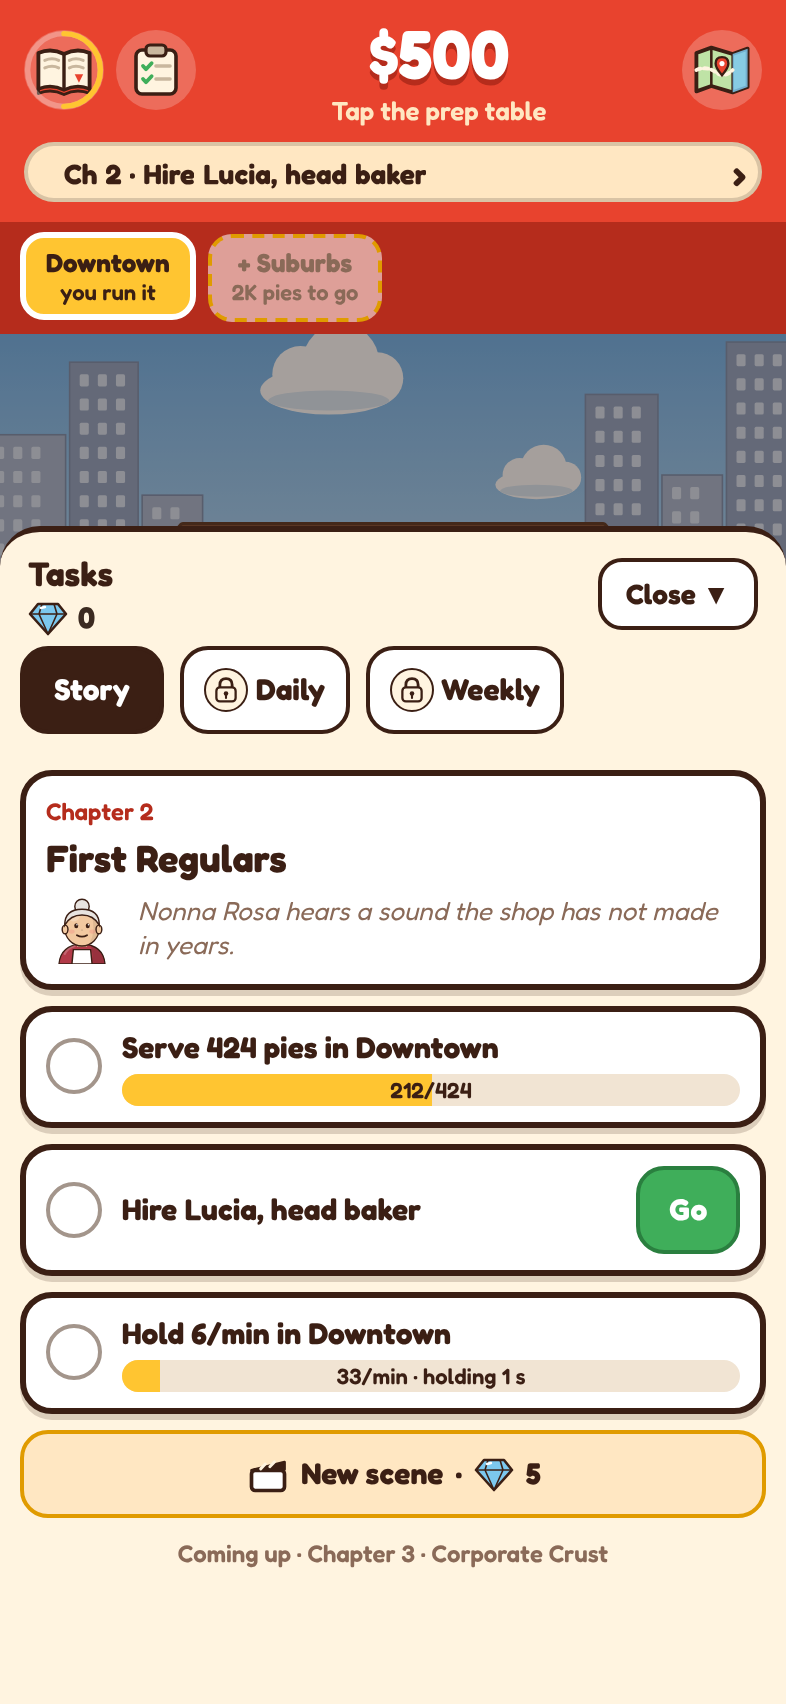 $500
Tap the prep table
Ch 2 · Hire Lucia, head baker
Downtown
you run it
+ Suburbs
2K pies to go
Tasks
0
Close ▼
Story
Daily
Weekly
Chapter 2
First Regulars
Nonna Rosa hears a sound the shop has not made
in years.
Serve 424 pies in Downtown
212/424
Hire Lucia, head baker
Go
Hold 6/min in Downtown
33/min · holding 1 s
New scene · 5
Coming up · Chapter 3 · Corporate Crust